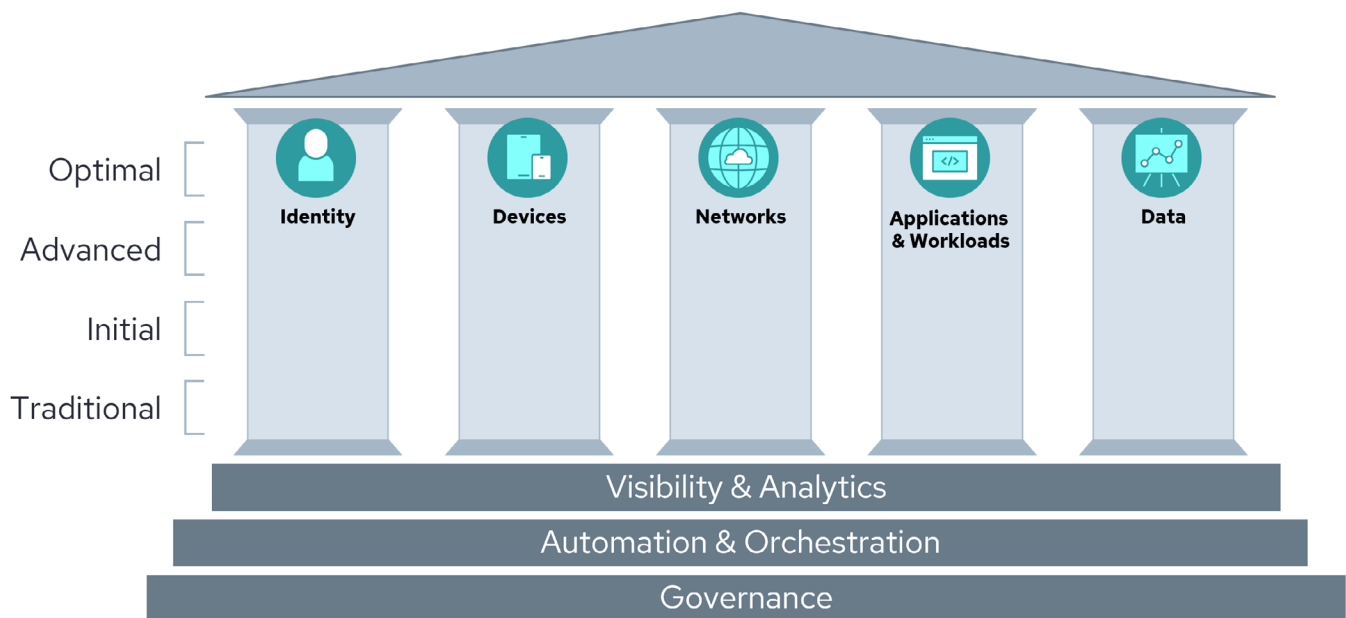 Optimal
Advanced
Initial
Traditional
Identity
Devices
Networks
Applications
& Workloads
Data
</>
Visibility & Analytics
Automation & Orchestration
Governance